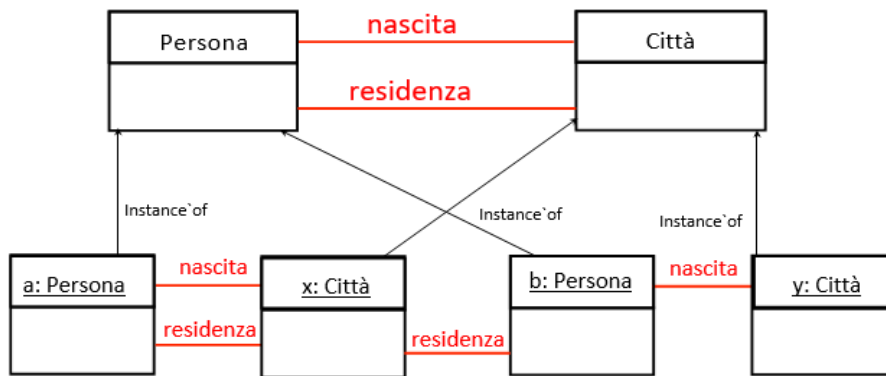 Persona
nascita
Città
residenza
Instance`of
Instance`of
Instance`of
a: Persona
nascita
x: Città
b: Persona
nascita
y: Città
residenza
residenza